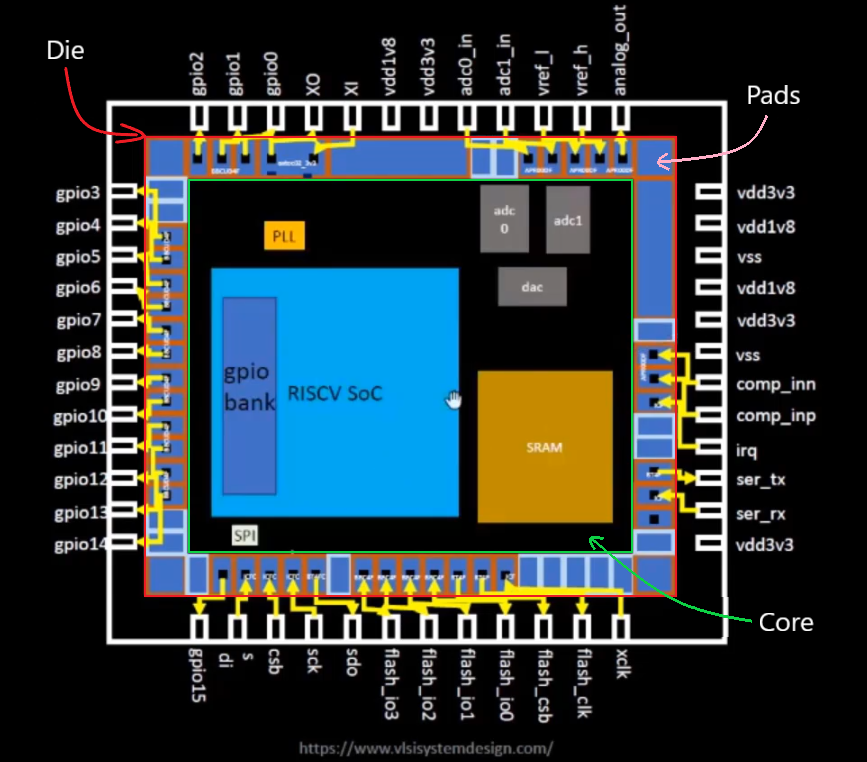 Die
gpio2
gpio1
gpio0
XO
XI
vdd1v8
vdd3v3
adc0_in
adc1_in
vref_l
vref_h
analog_out
Pads
gpio3
gpio4
gpio5
gpio6
gpio7
gpio8
gpio9
gpio10
gpio11
gpio12
gpio13
gpio14
PLL
adc
0
adc1
dac
gpio
bank
RISCV SoC
SRAM
SPI
vdd3v3
vdd1v8
vss
vdd1v8
vdd3v3
vss
comp_inn
comp_inp
irq
ser_tx
ser_rx
vdd3v3
Core
gpio15
di
s
csb
sck
sdo
flash_io3
flash_io2
flash_io1
flash_io0
flash_csb
flash_clk
xclk
https://www.vlsisystemdesign.com/